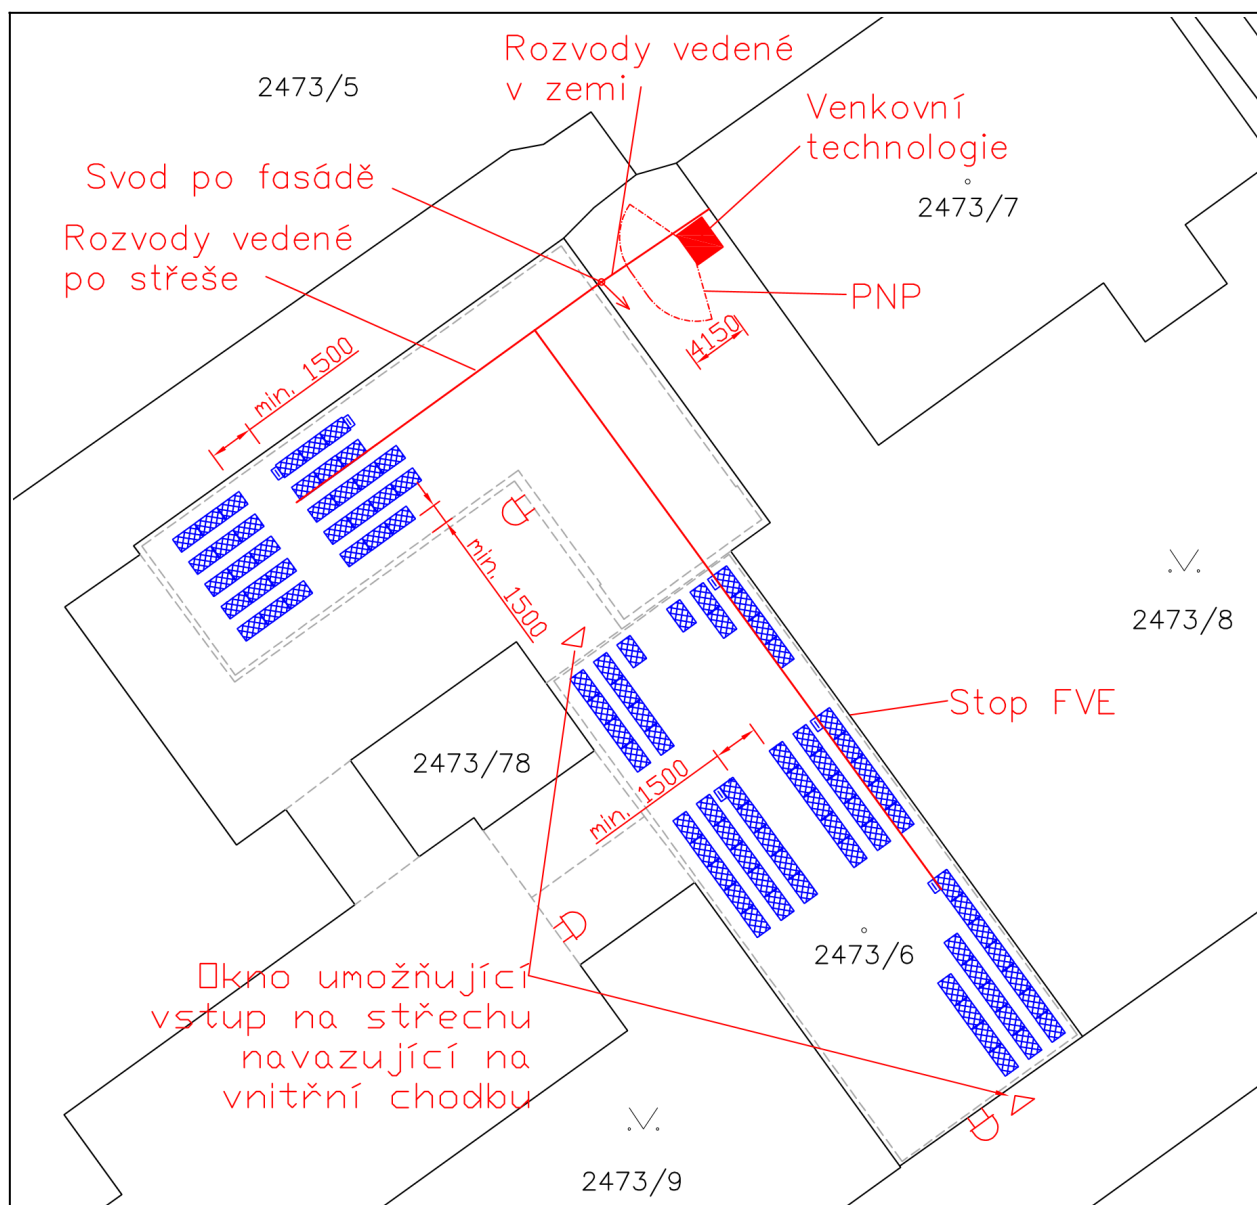 Rozvody vedené
v zemi
2473/5
Venkovní
technologie
Svod po fasádě
2473/7
Rozvody vedené
po střeše
PNP
4150
min. 1500
min. 1500
2473/8
Stop FVE
2473/78
min. 1500
2473/6
Okno umožňující
vstup na střechu
navazující na
vnitřní chodbu
2473/9